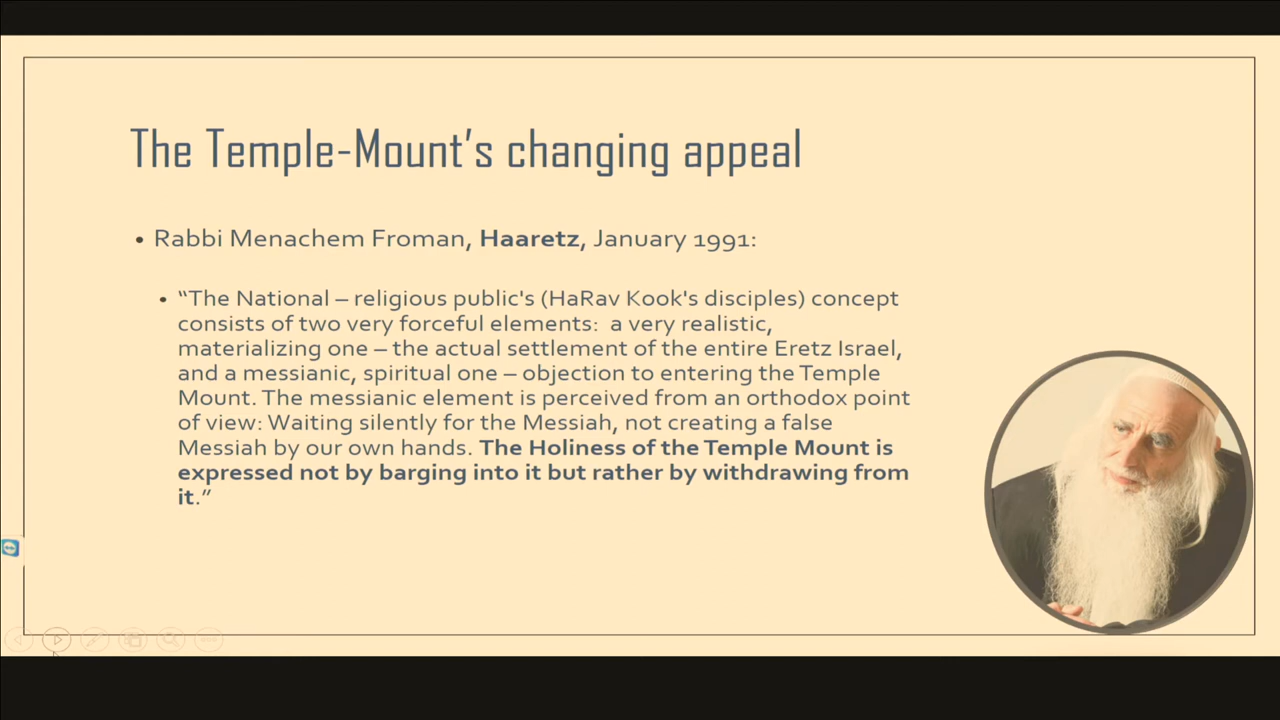 The Temple-Mount's changing appeal
• Rabbi Menachem Froman, Haaretz, January 1991:
• “The National – religious public's (HaRav Kook's disciples) concept
consists of two very forceful elements:  a very realistic,
materializing one – the actual settlement of the entire Eretz Israel,
and a messianic, spiritual one – objection to entering the Temple
Mount. The messianic element is perceived from an orthodox point
of view: Waiting silently for the Messiah, not creating a false
Messiah by our own hands. The Holiness of the Temple Mount is
expressed not by barging into it but rather by withdrawing from
it.”